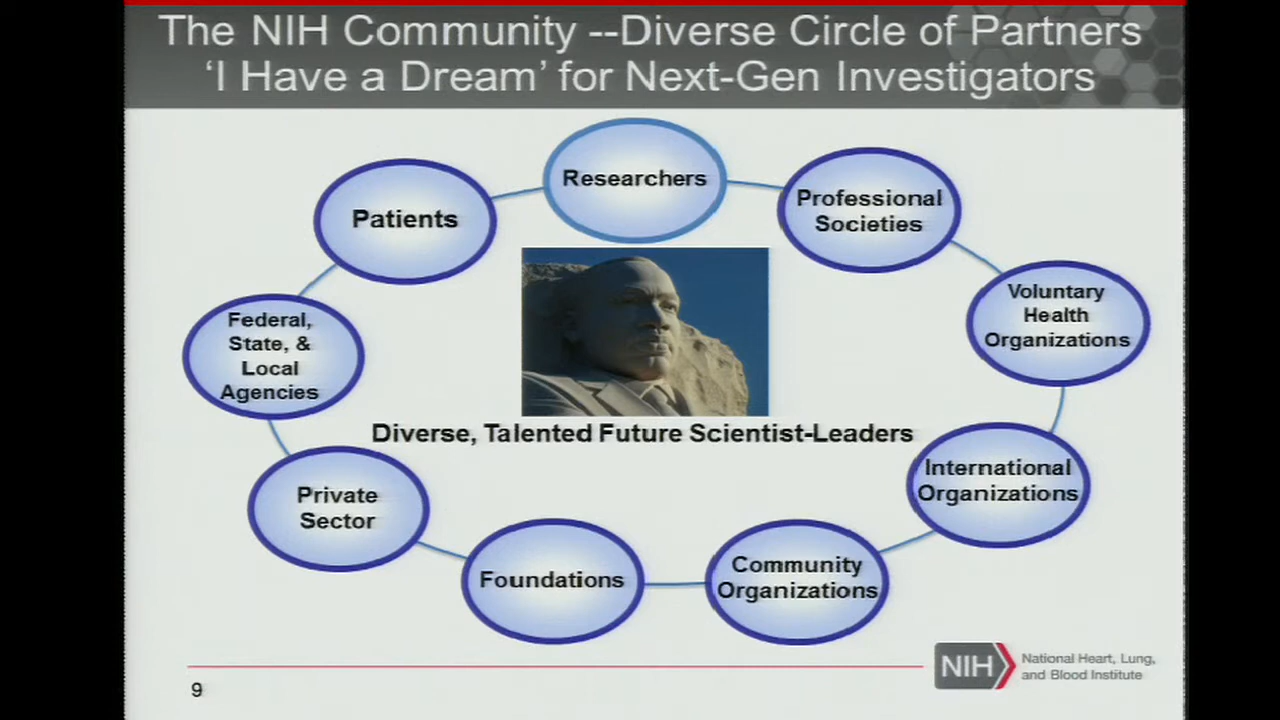 The NIH Community --Diverse Circle of Partners
‘I Have a Dream’ for Next-Gen Investigators
Researchers
Professional
Societies
Patients
Voluntary
Health
Organizations
Federal,
State, &
Local
Agencies
Diverse, Talented Future Scientist-Leaders
International
Organizations
Private
Sector
Community
Organizations
Foundations
NIH
National Heart, Lung,
and Blood Institute
9